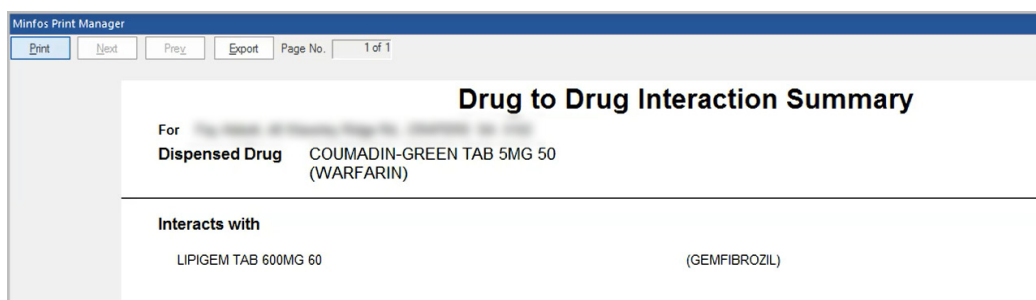 Minfos Print Manager
Print Next Prev Export Page No. 1 of 1
Drug to Drug Interaction Summary
For
Dispensed Drug COUMADIN-GREEN TAB 5MG 50
(WARFARIN)
Interacts with
LIPIGEM TAB 600MG 60 (GEMFIBROZIL)